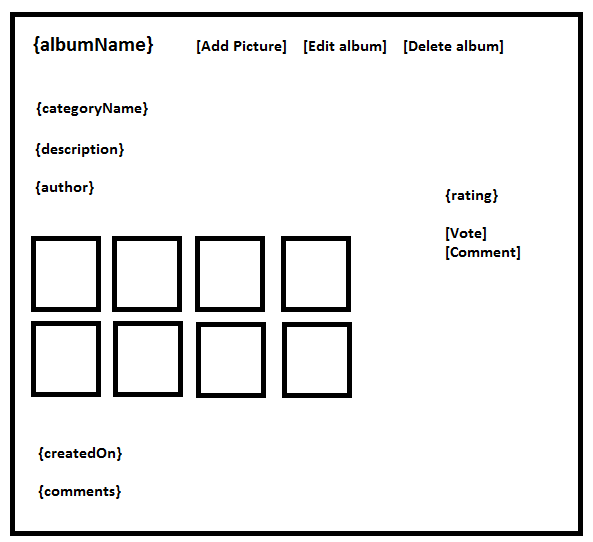 {albumName} [Add Picture] [Edit album] [Delete album]
{categoryName}
{description}
{author}
{rating}
[Vote]
[Comment]
{createdOn}
{comments}